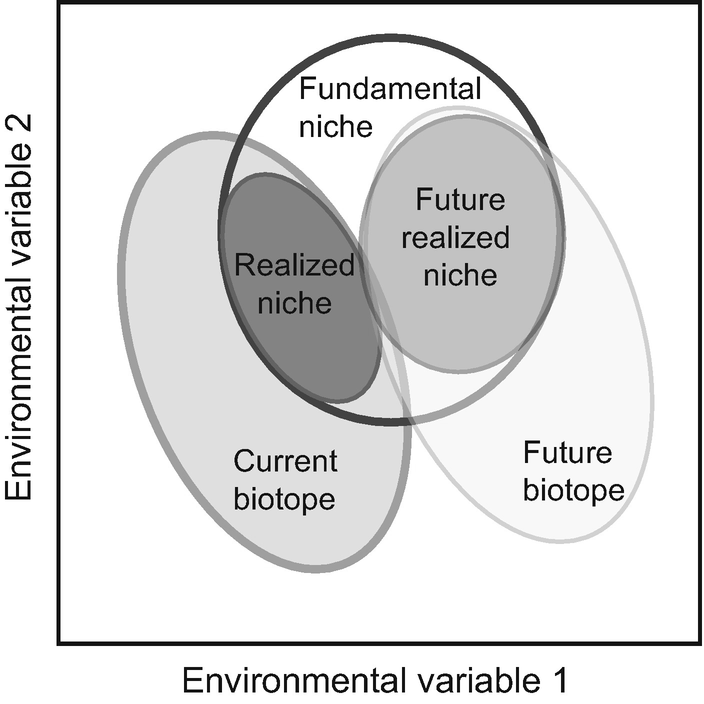 Fundamental
niche
Future
realized
niche
Realized
niche
Current
biotope
Future
biotope
Environmental variable 2
Environmental variable 1